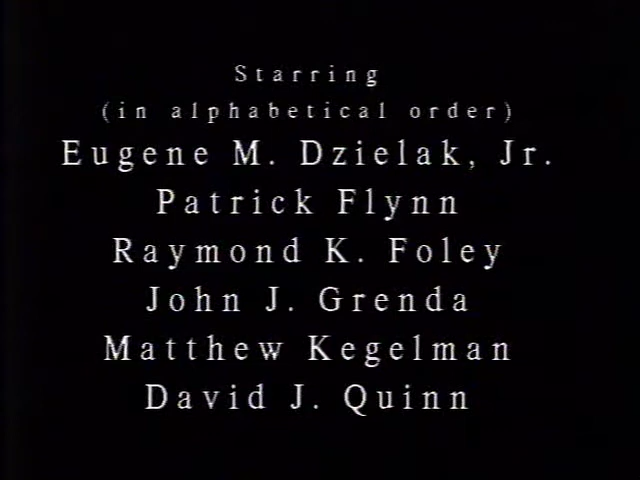 Starring
(in alphabetical order)
Eugene M. Dzielak, Jr.
Patrick Flynn
Raymond K. Foley
John J. Grenda
Matthew Kegelman
David J. Quinn